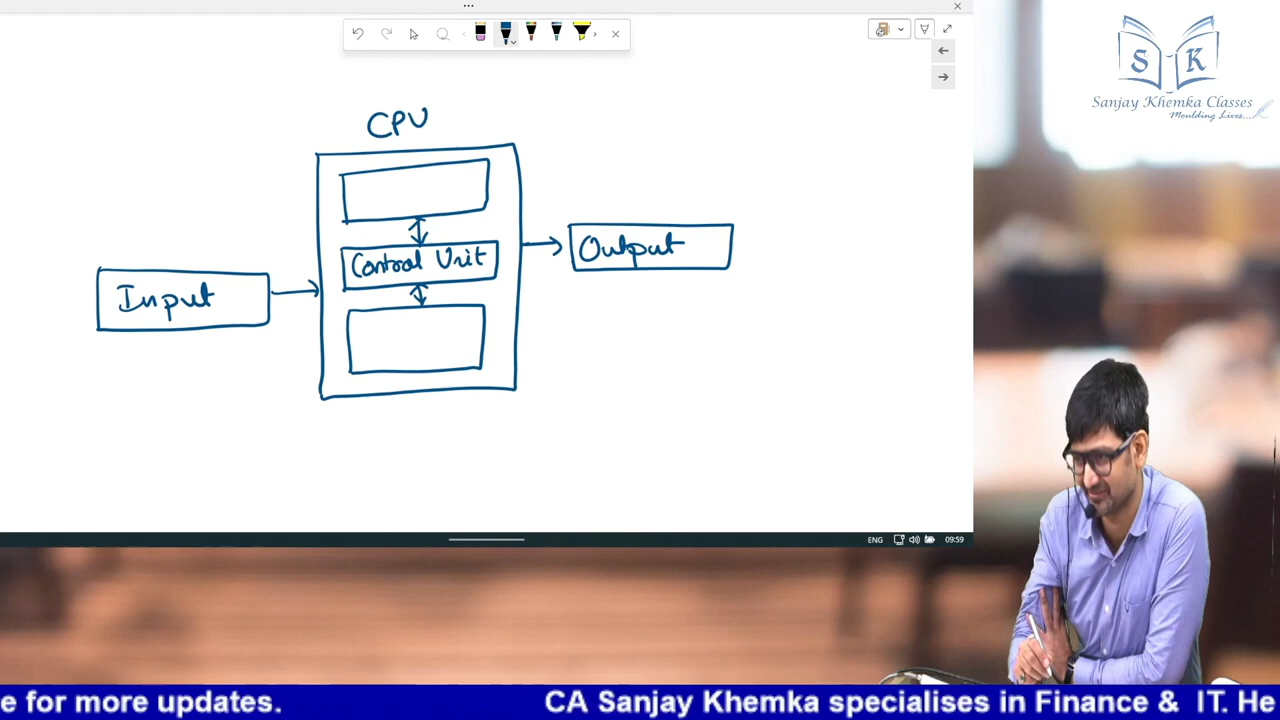 S K
Sanjay Khemka Classes
Moulding Lives...
CPU
Control Unit
Output
Input
ENG 09:59
e for more updates. CA Sanjay Khemka specialises in Finance & IT. He